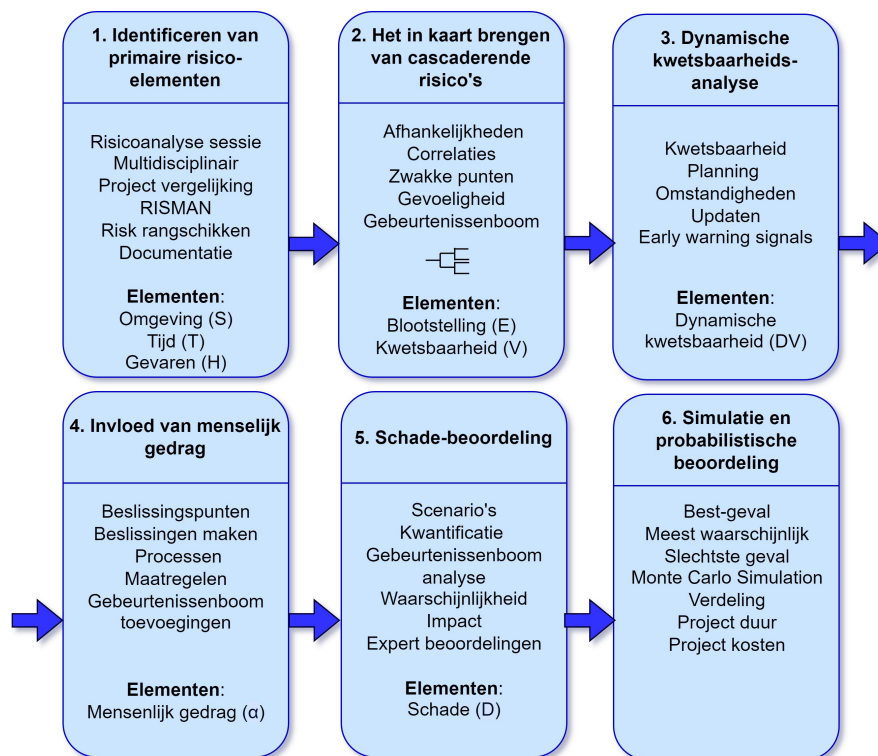 1. Identificeren van
primaire risico-
elementen
Risicoanalyse sessie
Multidisciplinair
Project vergelijking
RISMAN
Risk rangschikken
Documentatie
Elementen:
Omgeving (S)
Tijd (T)
Gevaren (H)
2. Het in kaart brengen
van cascaderende
risico's
Afhankelijkheden
Correlaties
Zwakke punten
Gevoeligheid
Gebeurtenissenboom
Elementen:
Blootstelling (E)
Kwetsbaarheid (V)
3. Dynamische
kwetsbaarheids-
analyse
Kwetsbaarheid
Planning
Omstandigheden
Updaten
Early warning signals
Elementen:
Dynamische
kwetsbaarheid (DV)
4. Invloed van menselijk
gedrag
Beslissingspunten
Beslissingen maken
Processen
Maatregelen
Gebeurtenissenboom
toevoegingen
Elementen:
Mensenlijk gedrag (α)
5. Schade-beoordeling
Scenario's
Kwantificatie
Gebeurtenissenboom
analyse
Waarschijnlijkheid
Impact
Expert beoordelingen
Elementen:
Schade (D)
6. Simulatie en
probabilistische
beoordeling
Best-geval
Meest waarschijnlijk
Slechtste geval
Monte Carlo Simulation
Verdeling
Project duur
Project kosten